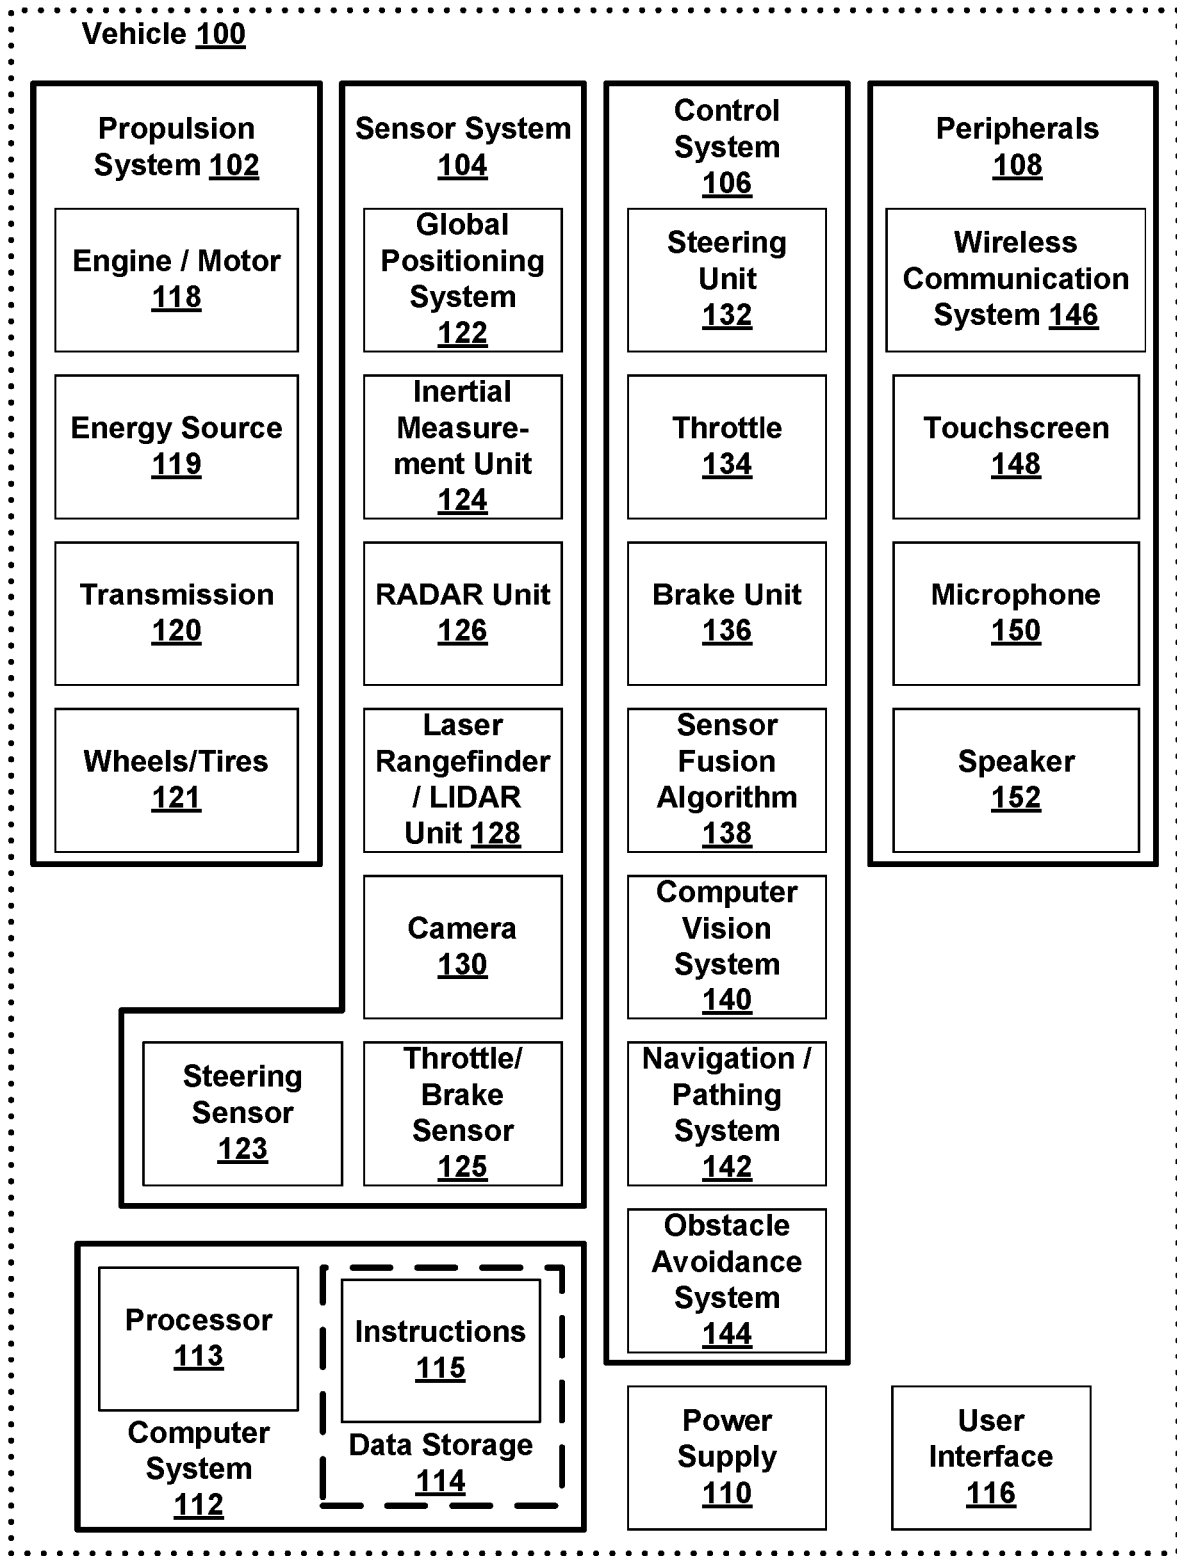 Vehicle 100
Propulsion
System 102
Engine / Motor
118
Energy Source
119
Transmission
120
Wheels/Tires
121
Sensor System
104
Global
Positioning
System
122
Inertial
Measure-
ment Unit
124
RADAR Unit
126
Laser
Rangefinder
/ LIDAR
Unit 128
Camera
130
Steering
Sensor
123
Throttle/
Brake
Sensor
125
Control
System
106
Steering
Unit
132
Throttle
134
Brake Unit
136
Sensor
Fusion
Algorithm
138
Computer
Vision
System
140
Navigation /
Pathing
System
142
Obstacle
Avoidance
System
144
Peripherals
108
Wireless
Communication
System 146
Touchscreen
148
Microphone
150
Speaker
152
Processor
113
Computer
System
112
Instructions
115
Data Storage
114
Power
Supply
110
User
Interface
116